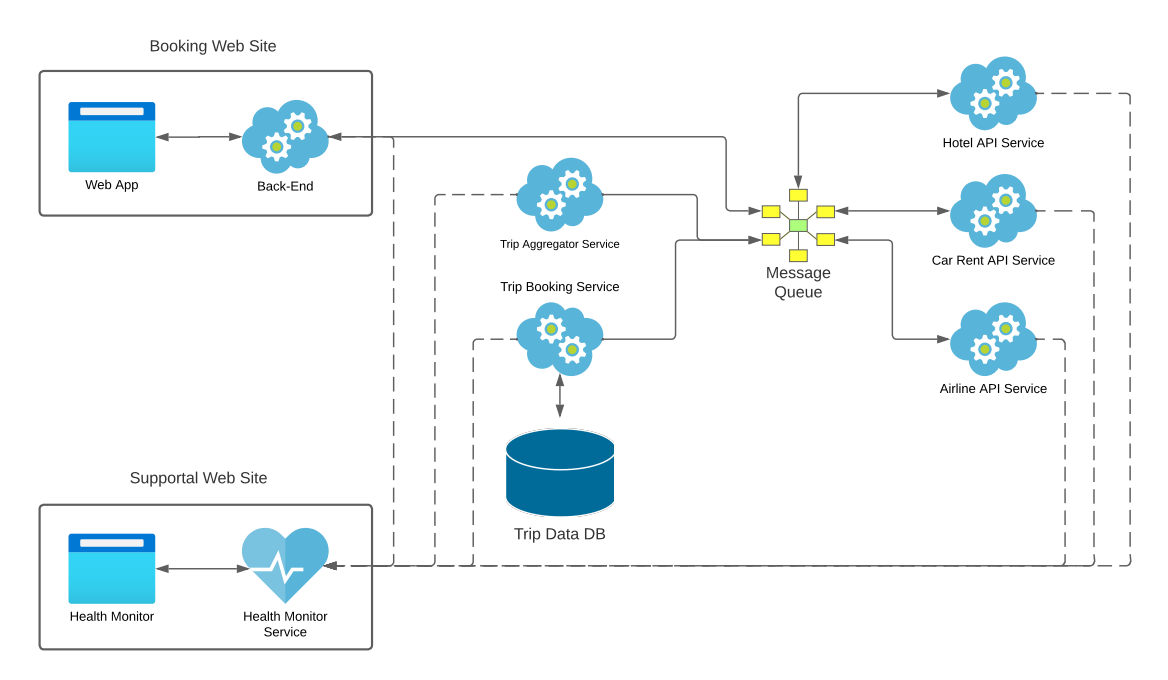 Booking Web Site
Web App
Back-End
Trip Aggregator Service
Trip Booking Service
Message
Queue
Hotel API Service
Car Rent API Service
Airline API Service
Trip Data DB
Supportal Web Site
Health Monitor
Health Monitor
Service